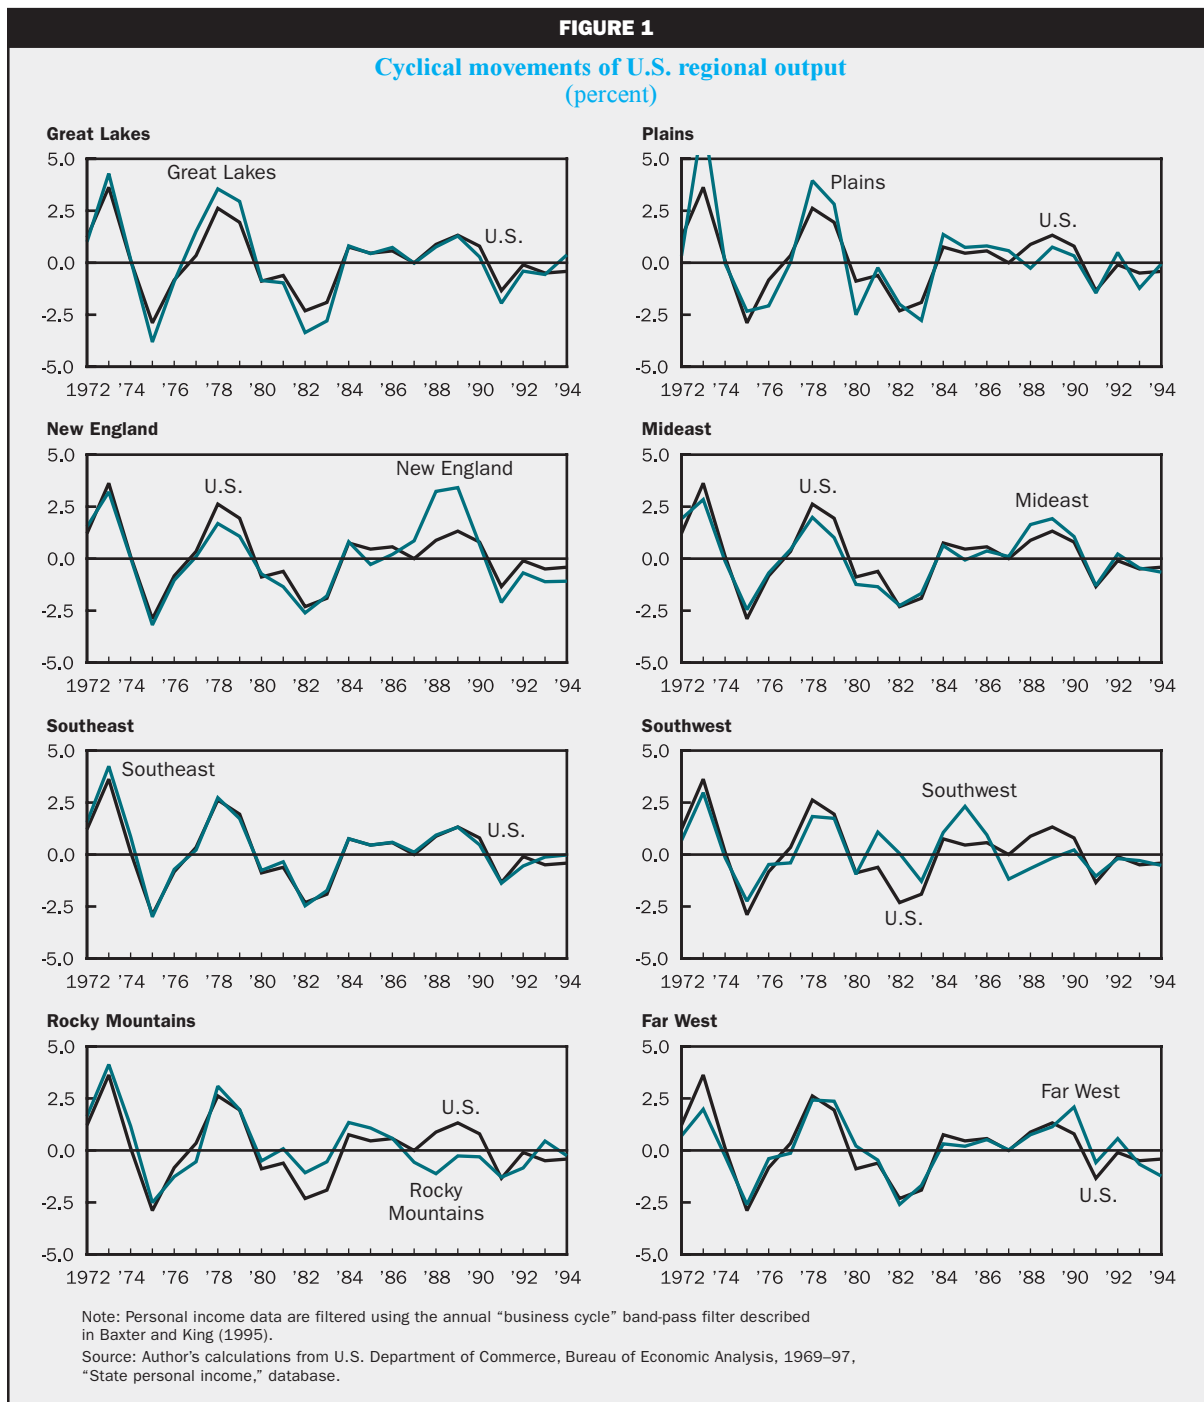 FIGURE 1
Cyclical movements of U.S. regional output
(percent)
Great Lakes
5.0
2.5
0.0
-2.5
-5.0
Great Lakes
U.S.
1972 ’74 ’76 ’78 ’80 ’82 ’84 ’86 ’88 ’90 ’92 ’94
Plains
5.0
2.5
0.0
-2.5
-5.0
Plains
U.S.
1972 ’74 ’76 ’78 ’80 ’82 ’84 ’86 ’88 ’90 ’92 ’94
New England
5.0
2.5
0.0
-2.5
-5.0
U.S.
New England
1972 ’74 ’76 ’78 ’80 ’82 ’84 ’86 ’88 ’90 ’92 ’94
Mideast
5.0
2.5
0.0
-2.5
-5.0
U.S.
Mideast
1972 ’74 ’76 ’78 ’80 ’82 ’84 ’86 ’88 ’90 ’92 ’94
Southeast
5.0
2.5
0.0
-2.5
-5.0
Southeast
U.S.
1972 ’74 ’76 ’78 ’80 ’82 ’84 ’86 ’88 ’90 ’92 ’94
Southwest
5.0
2.5
0.0
-2.5
-5.0
Southwest
U.S.
1972 ’74 ’76 ’78 ’80 ’82 ’84 ’86 ’88 ’90 ’92 ’94
Rocky Mountains
5.0
2.5
0.0
-2.5
-5.0
U.S.
Rocky
Mountains
1972 ’74 ’76 ’78 ’80 ’82 ’84 ’86 ’88 ’90 ’92 ’94
Far West
5.0
2.5
0.0
-2.5
-5.0
Far West
U.S.
1972 ’74 ’76 ’78 ’80 ’82 ’84 ’86 ’88 ’90 ’92 ’94
Note: Personal income data are filtered using the annual “business cycle” band-pass filter described
in Baxter and King (1995).
Source: Author’s calculations from U.S. Department of Commerce, Bureau of Economic Analysis, 1969–97,
“State personal income,” database.